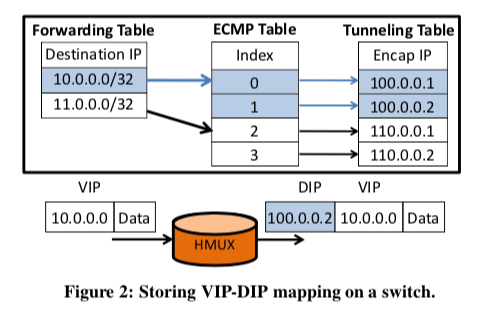 Forwarding Table ECMP Table Tunneling Table
Destination IP Index Encap IP
10.0.0.0/32 0 100.0.0.1
11.0.0.0/32 1 100.0.0.2
2 110.0.0.1
3 110.0.0.2
VIP DIP VIP
10.0.0.0 Data 100.0.0.2 10.0.0.0 Data
HMUX
Figure 2: Storing VIP-DIP mapping on a switch.